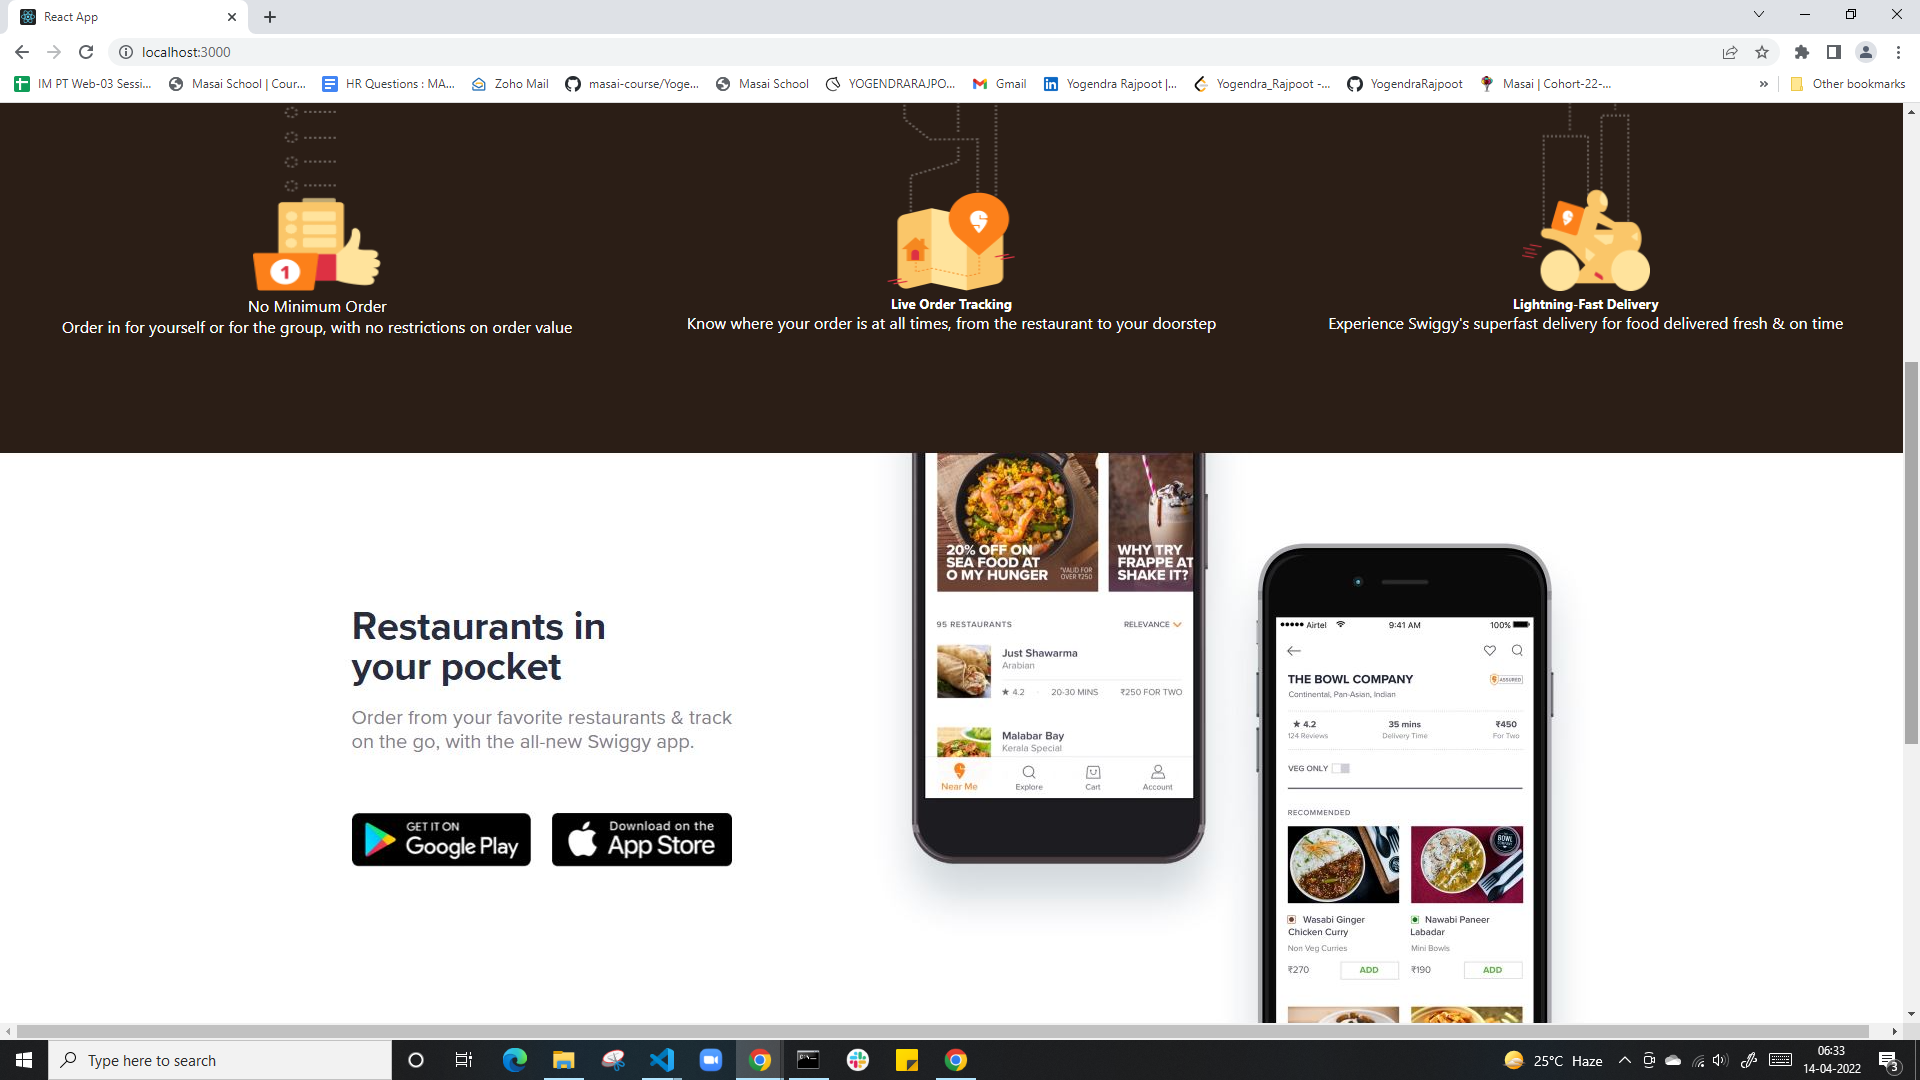 React App
localhost:3000
IM PT Web-03 Sessi...
Masai School | Cour...
HR Questions : MA...
Zoho Mail
masai-course/Yoge...
Masai School
YOGENDRARAJPO...
Gmail
Yogendra Rajpoot |...
Yogendra_Rajpoot -...
YogendraRajpoot
Masai | Cohort-22-...
»
Other bookmarks
1
No Minimum Order
Order in for yourself or for the group, with no restrictions on order value
Live Order Tracking
Know where your order is at all times, from the restaurant to your doorstep
Lightning-Fast Delivery
Experience Swiggy's superfast delivery for food delivered fresh & on time
Restaurants in
your pocket
Order from your favorite restaurants & track
on the go, with the all-new Swiggy app.
GET IT ON
Google Play
Download on the
App Store
20% OFF ON
SEA FOOD AT
O MY HUNGER
*VALID FOR
OVER ₹250
WHY TRY
FRAPPE AT
SHAKE IT?
95 RESTAURANTS
RELEVANCE
Just Shawarma
Arabian
★ 4.2 · 20-30 MINS ₹250 FOR TWO
Malabar Bay
Kerala Special
Near Me
Explore
Cart
Account
Airtel 9:41 AM 100%
THE BOWL COMPANY
ASSURED
Continental, Pan-Asian, Indian
★ 4.2 35 mins ₹450
124 Reviews Delivery Time For Two
VEG ONLY
RECOMMENDED
BOWL
Wasabi Ginger
Chicken Curry
Non Veg Curries
₹270 ADD
Nawabi Paneer
Labadar
Mini Bowls
₹190 ADD
Type here to search
25°C Haze
06:33
14-04-2022
3